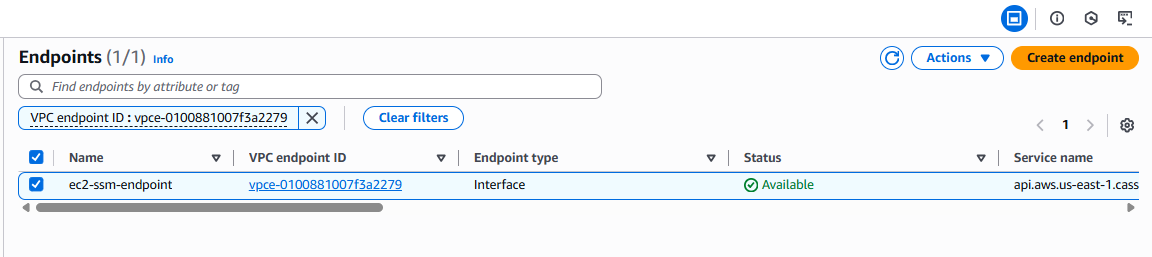 Endpoints (1/1) Info
Actions
Create endpoint
Find endpoints by attribute or tag
VPC endpoint ID : vpce-0100881007f3a2279
Clear filters
1
Name VPC endpoint ID Endpoint type Status Service name
ec2-ssm-endpoint vpce-0100881007f3a2279 Interface Available api.aws.us-east-1.cass